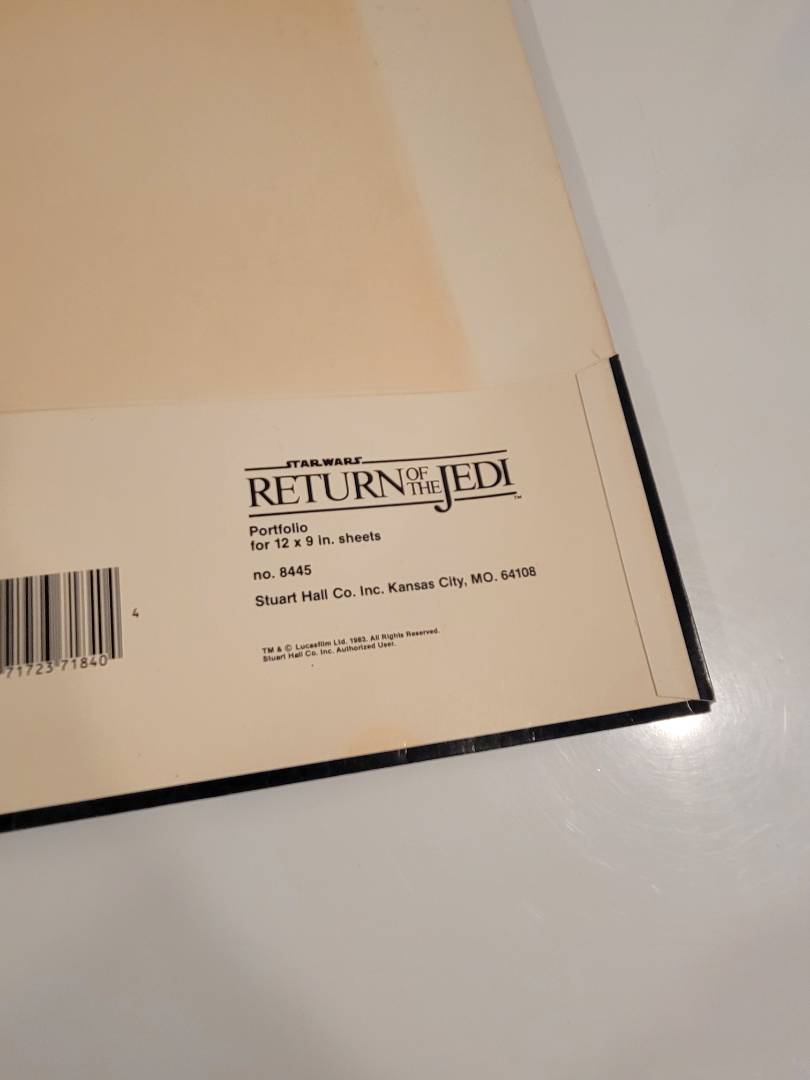 STAR WARS
RETURN OF THE JEDI™
Portfolio
for 12 x 9 in. sheets
no. 8445
Stuart Hall Co. Inc. Kansas City, MO. 64108
TM & © Lucasfilm Ltd. 1983. All Rights Reserved.
Stuart Hall Co. Inc. Authorized User.
4
71723 71840